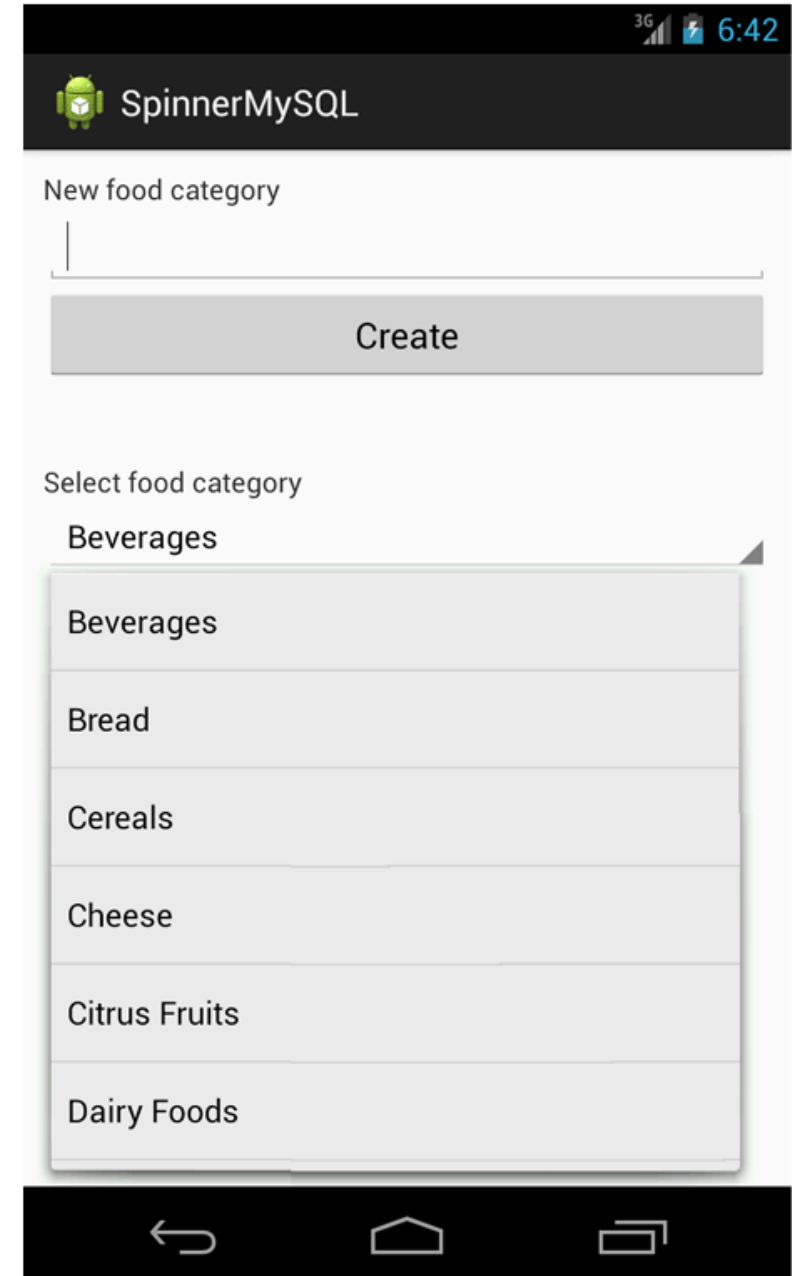 3G 6:42
SpinnerMySQL
New food category
Create
Select food category
Beverages
Beverages
Bread
Cereals
Cheese
Citrus Fruits
Dairy Foods